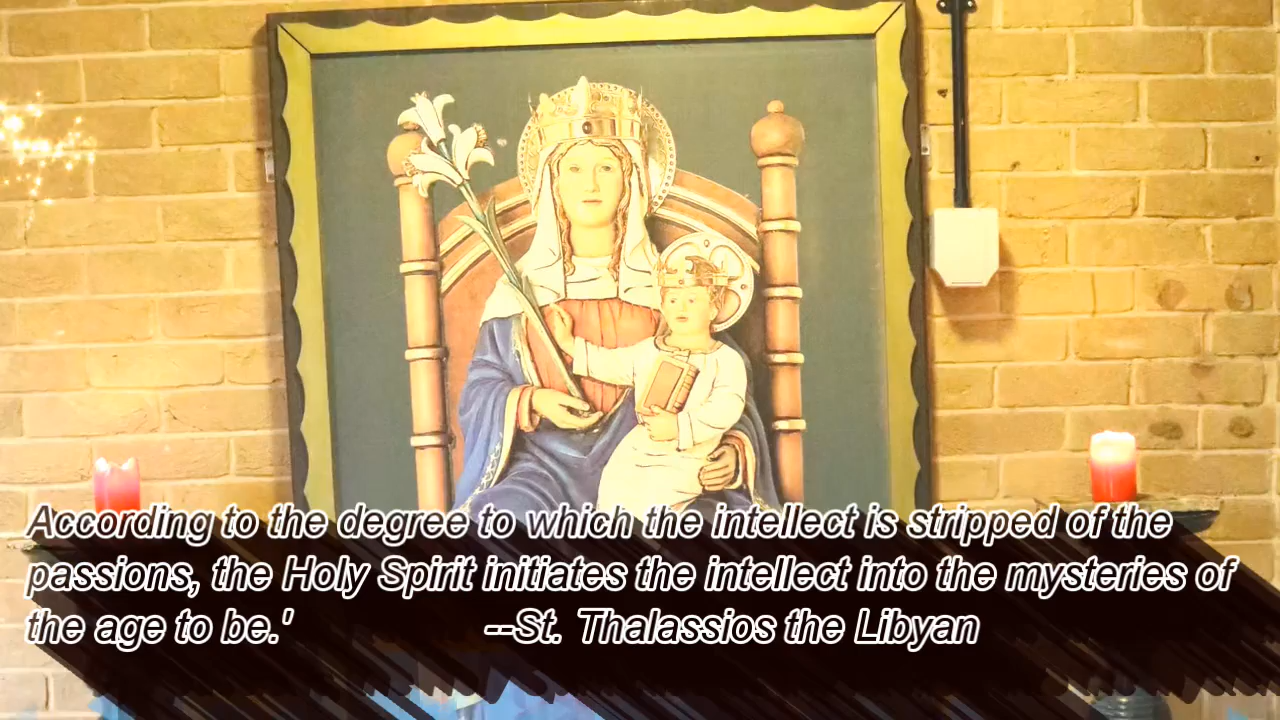 According to the degree to which the intellect is stripped of the
passions, the Holy Spirit initiates the intellect into the mysteries of
the age to be.' --St. Thalassios the Libyan